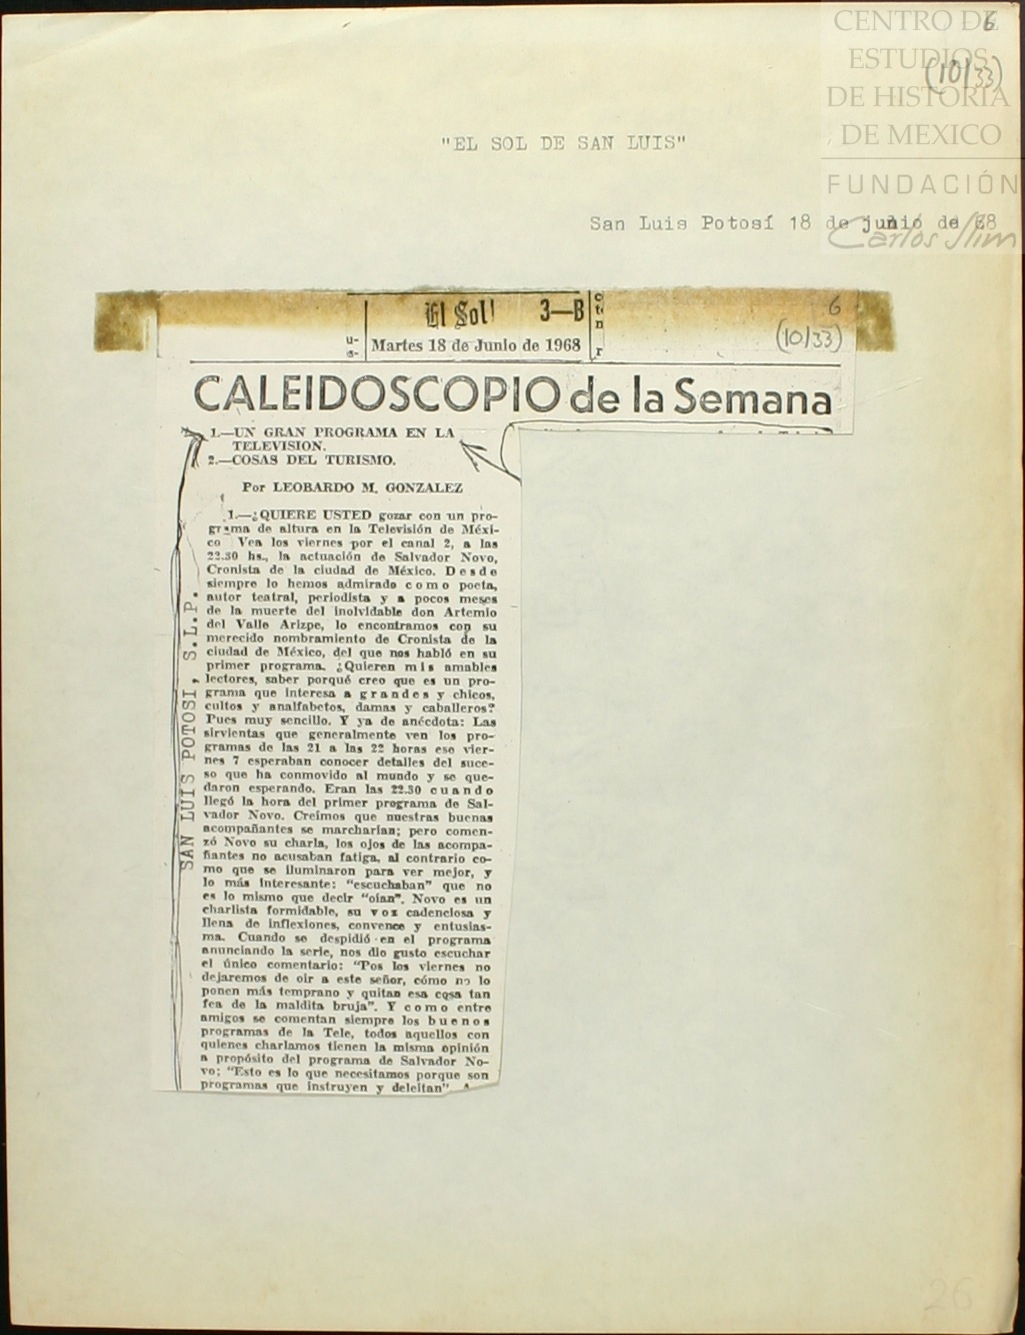 CENTRO DE
ESTUDIOS
DE HISTORIA
DE MEXICO
FUNDACIÓN
Carlos Slim
6
(10/33)
"EL SOL DE SAN LUIS"
San Luis Potosí 18 de junio de 68
El Sol
3—B
6
(10/33)
Martes 18 de Junio de 1968
CALEIDOSCOPIO de la Semana
1.—UN GRAN PROGRAMA EN LA
TELEVISION.
2.—COSAS DEL TURISMO.
Por LEOBARDO M. GONZALEZ
SAN LUIS POTOSI, S.L.P.
1.—¿QUIERE USTED gozar con un pro-
grama de altura en la Televisión de Méxi-
co Vea los viernes por el canal 2, a las
22.30 hs., la actuación de Salvador Novo,
Cronista de la ciudad de México. Desde
siempre lo hemos admirado como poeta,
autor teatral, periodista y a pocos meses
de la muerte del inolvidable don Artemio
del Valle Arizpe, lo encontramos con su
merecido nombramiento de Cronista de la
ciudad de México, del que nos habló en su
primer programa. ¿Quieren mis amables
lectores, saber porqué creo que es un pro-
grama que interesa a grandes y chicos,
cultos y analfabetos, damas y caballeros?
Pues muy sencillo. Y ya de anécdota: Las
sirvientas que generalmente ven los pro-
gramas de las 21 a las 22 horas ese vier-
nes 7 esperaban conocer detalles del suce-
so que ha conmovido al mundo y se que-
daron esperando. Eran las 22.30 cuando
llegó la hora del primer programa de Sal-
vador Novo. Creímos que nuestras buenas
acompañantes se marcharían; pero comen-
zó Novo su charla, los ojos de las acompa-
ñantes no acusaban fatiga, al contrario co-
mo que se iluminaron para ver mejor, y
lo más interesante: "escuchaban" que no
es lo mismo que decir "oían". Novo es un
charlista formidable, su voz cadenciosa y
llena de inflexiones, convence y entusias-
ma. Cuando se despidió en el programa
anunciando la serie, nos dio gusto escuchar
el único comentario: "Pos los viernes no
dejaremos de oir a este señor, cómo no lo
ponen más temprano y quitan esa cosa tan
fea de la maldita bruja". Y como entre
amigos se comentan siempre los buenos
programas de la Tele, todos aquellos con
quienes charlamos tienen la misma opinión
a propósito del programa de Salvador No-
vo: "Esto es lo que necesitamos porque son
programas que instruyen y deleitan"
26